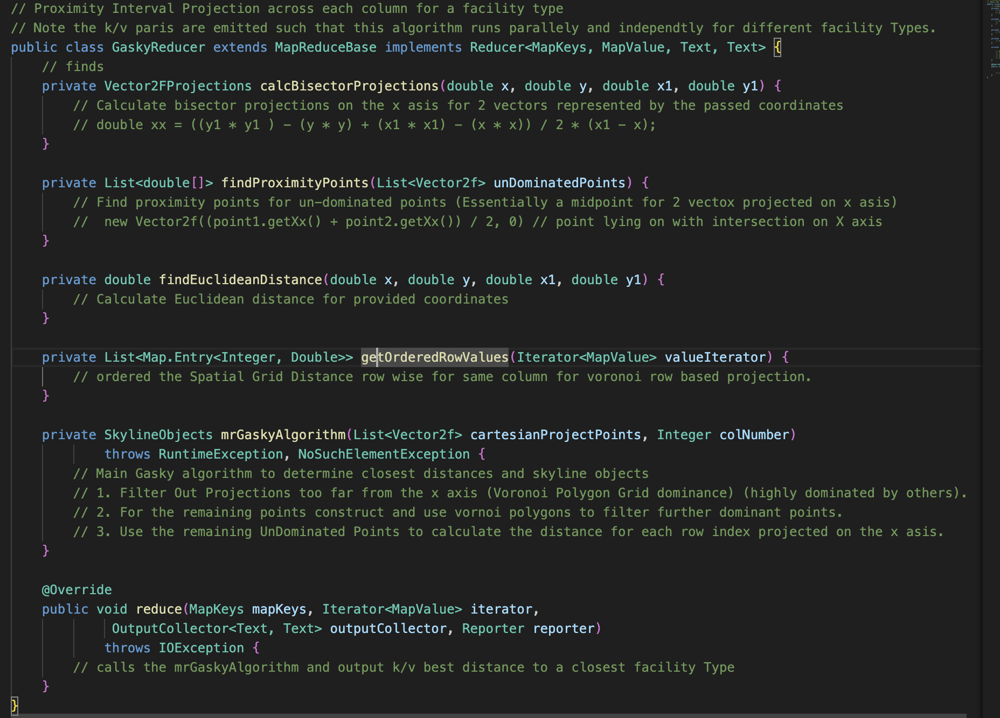 // Proximity Interval Projection across each column for a facility type
// Note the k/v paris are emitted such that this algorithm runs parallely and independtly for different facility Types.
public class GaskyReducer extends MapReduceBase implements Reducer<MapKeys, MapValue, Text, Text> {
    // finds
    private Vector2FProjections calcBisectorProjections(double x, double y, double x1, double y1) {
        // Calculate bisector projections on the x asis for 2 vectors represented by the passed coordinates
        // double xx = ((y1 * y1 ) - (y * y) + (x1 * x1) - (x * x)) / 2 * (x1 - x);
    }

    private List<double[]> findProximityPoints(List<Vector2f> unDominatedPoints) {
        // Find proximity points for un-dominated points (Essentially a midpoint for 2 vectox projected on x asis)
        //  new Vector2f((point1.getXx() + point2.getXx()) / 2, 0) // point lying on with intersection on X axis
    }

    private double findEuclideanDistance(double x, double y, double x1, double y1) {
        // Calculate Euclidean distance for provided coordinates
    }

    private List<Map.Entry<Integer, Double>> getOrderedRowValues(Iterator<MapValue> valueIterator) {
        // ordered the Spatial Grid Distance row wise for same column for voronoi row based projection.
    }

    private SkylineObjects mrGaskyAlgorithm(List<Vector2f> cartesianProjectPoints, Integer colNumber)
            throws RuntimeException, NoSuchElementException {
        // Main Gasky algorithm to determine closest distances and skyline objects
        // 1. Filter Out Projections too far from the x axis (Voronoi Polygon Grid dominance) (highly dominated by others).
        // 2. For the remaining points construct and use vornoi polygons to filter further dominant points.
        // 3. Use the remaining UnDominated Points to calculate the distance for each row index projected on the x asis.
    }

    @Override
    public void reduce(MapKeys mapKeys, Iterator<MapValue> iterator,
             OutputCollector<Text, Text> outputCollector, Reporter reporter)
            throws IOException {
        // calls the mrGaskyAlgorithm and output k/v best distance to a closest facility Type
    }
}